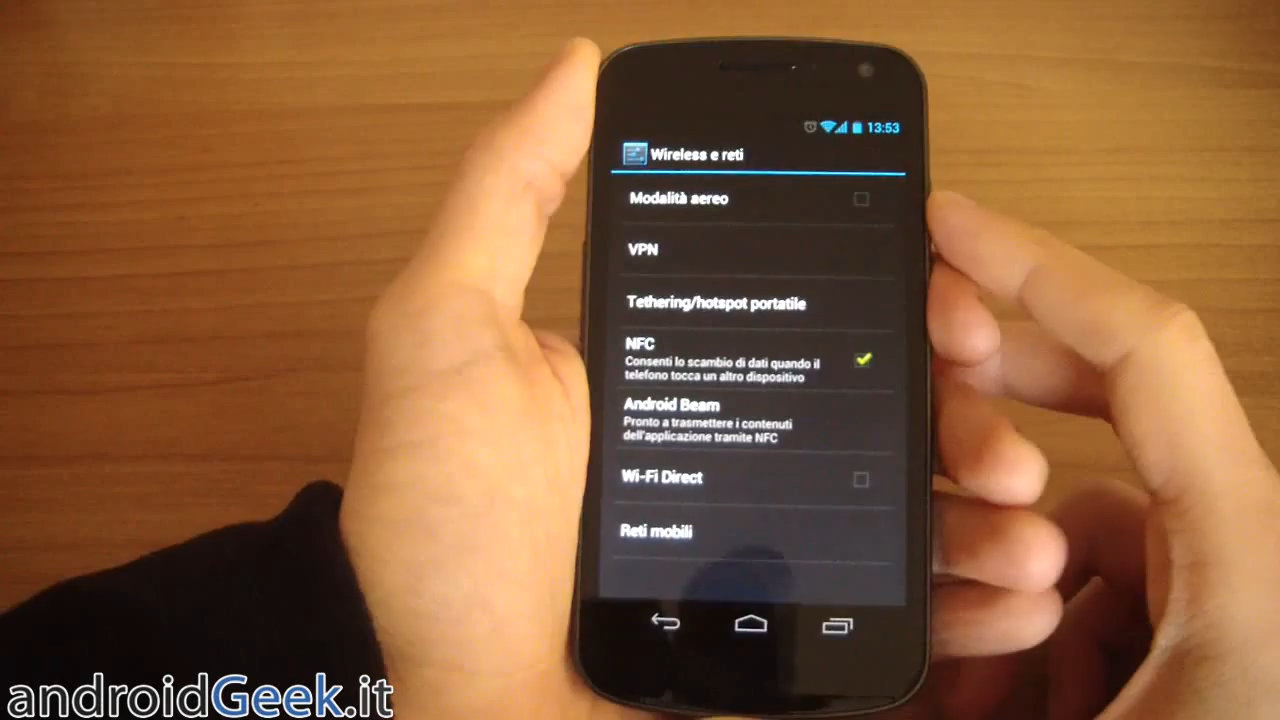 13:53
Wireless e reti
Modalità aereo
VPN
Tethering/hotspot portatile
NFC
Consenti lo scambio di dati quando il
telefono tocca un altro dispositivo
Android Beam
Pronto a trasmettere i contenuti
dell'applicazione tramite NFC
Wi-Fi Direct
Reti mobili
androidGeek.it